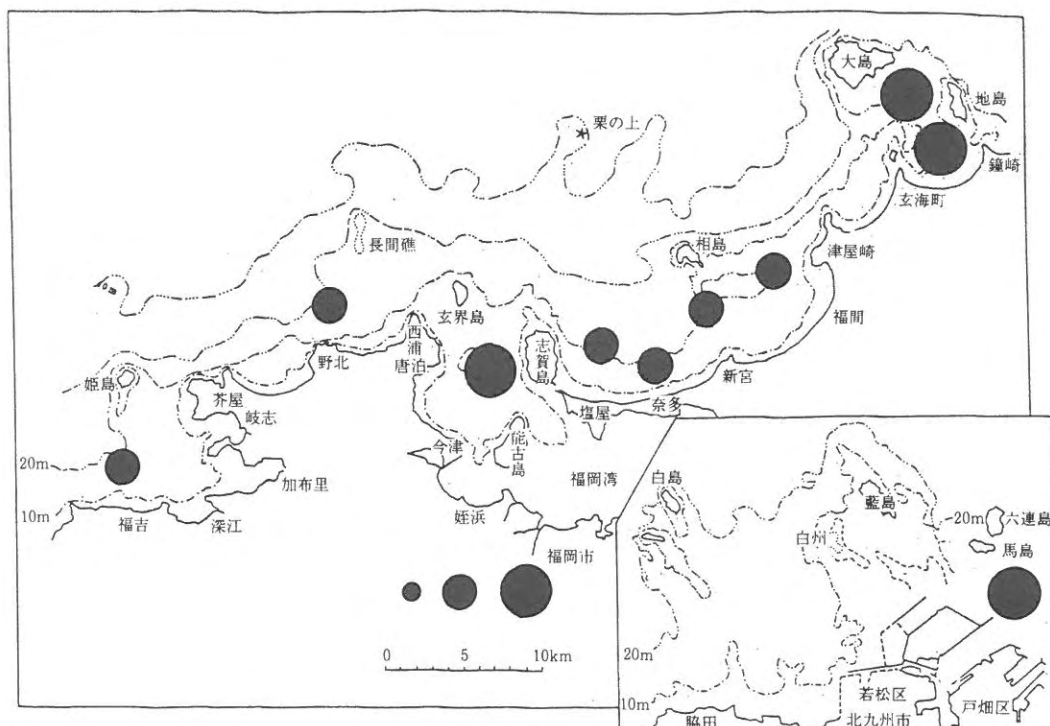 大島
地島
栗の上
鐘崎
玄海町
長間礁
相島
津屋崎
玄界島
西浦
福間
志賀島
野北
唐泊
新宮
姫島
芥屋
奈多
塩屋
岐志
今津
能古島
福岡湾
20m
加布里
10m
姪浜
福吉
深江
福岡市
0 5 10km
白島
藍島
20m
六連島
白州
馬島
20m
若松区
10m
戸畑区
脇田
北九州市